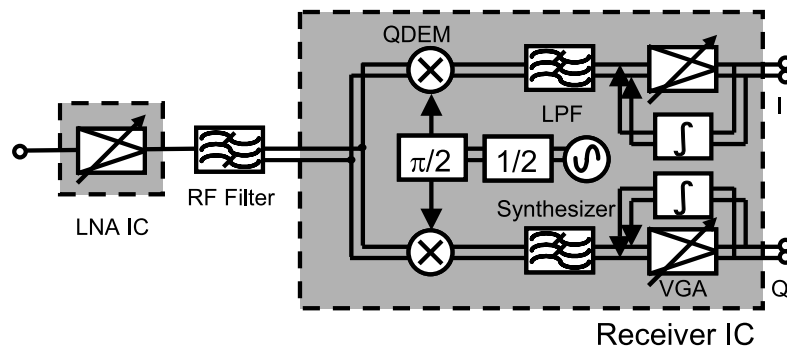 QDEM
LPF
I
∫
π/2
1/2
RF Filter
LNA IC
Synthesizer
∫
VGA
Q
Receiver IC